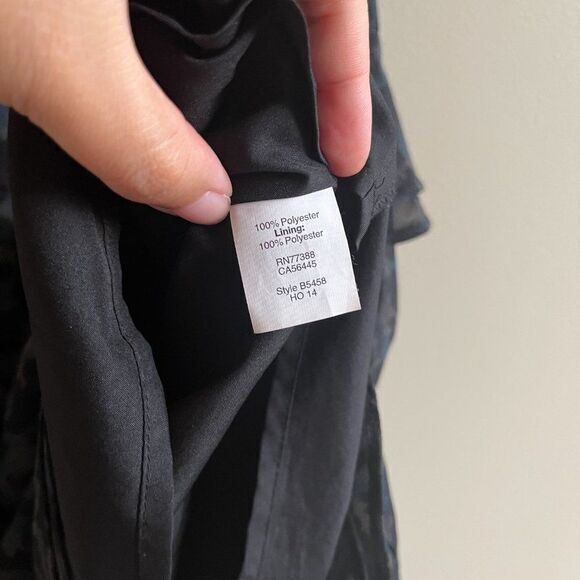 100% Polyester
Lining:
100% Polyester
RN77388
CA56445
Style B5458
HO 14